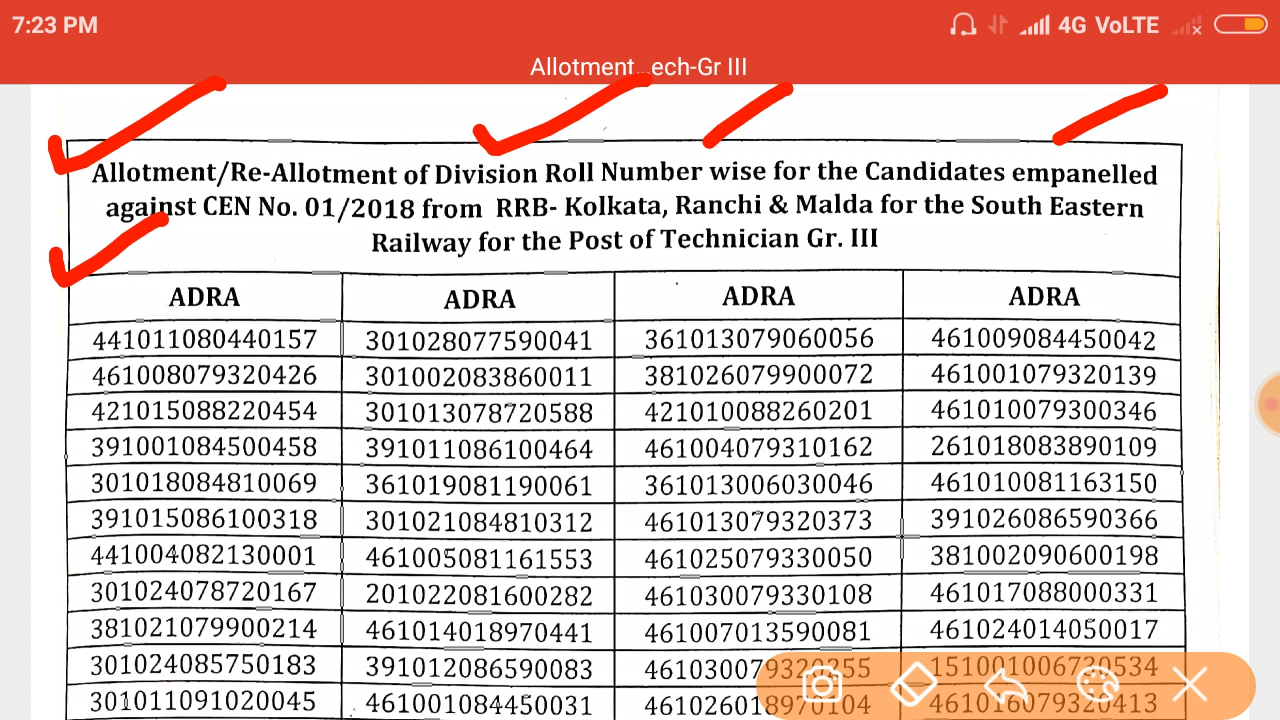 7:23 PM
4G VoLTE
Allotment...ech-Gr III
Allotment/Re-Allotment of Division Roll Number wise for the Candidates empanelled
against CEN No. 01/2018 from RRB- Kolkata, Ranchi & Malda for the South Eastern
Railway for the Post of Technician Gr. III
ADRA ADRA ADRA ADRA
441011080440157 301028077590041 361013079060056 461009084450042
461008079320426 301002083860011 381026079900072 461001079320139
421015088220454 301013078720588 421010088260201 461010079300346
391001084500458 391011086100464 461004079310162 261018083890109
301018084810069 361019081190061 361013006030046 461010081163150
391015086100318 301021084810312 461013079320373 391026086590366
441004082130001 461005081161553 461025079330050 381002090600198
301024078720167 201022081600282 461030079330108 461017088000331
381021079900214 461014018970441 461007013590081 461024014050017
301024085750183 391012086590083 461030079320255
301011091020045 461001084450031 461026018970104 461016079320413